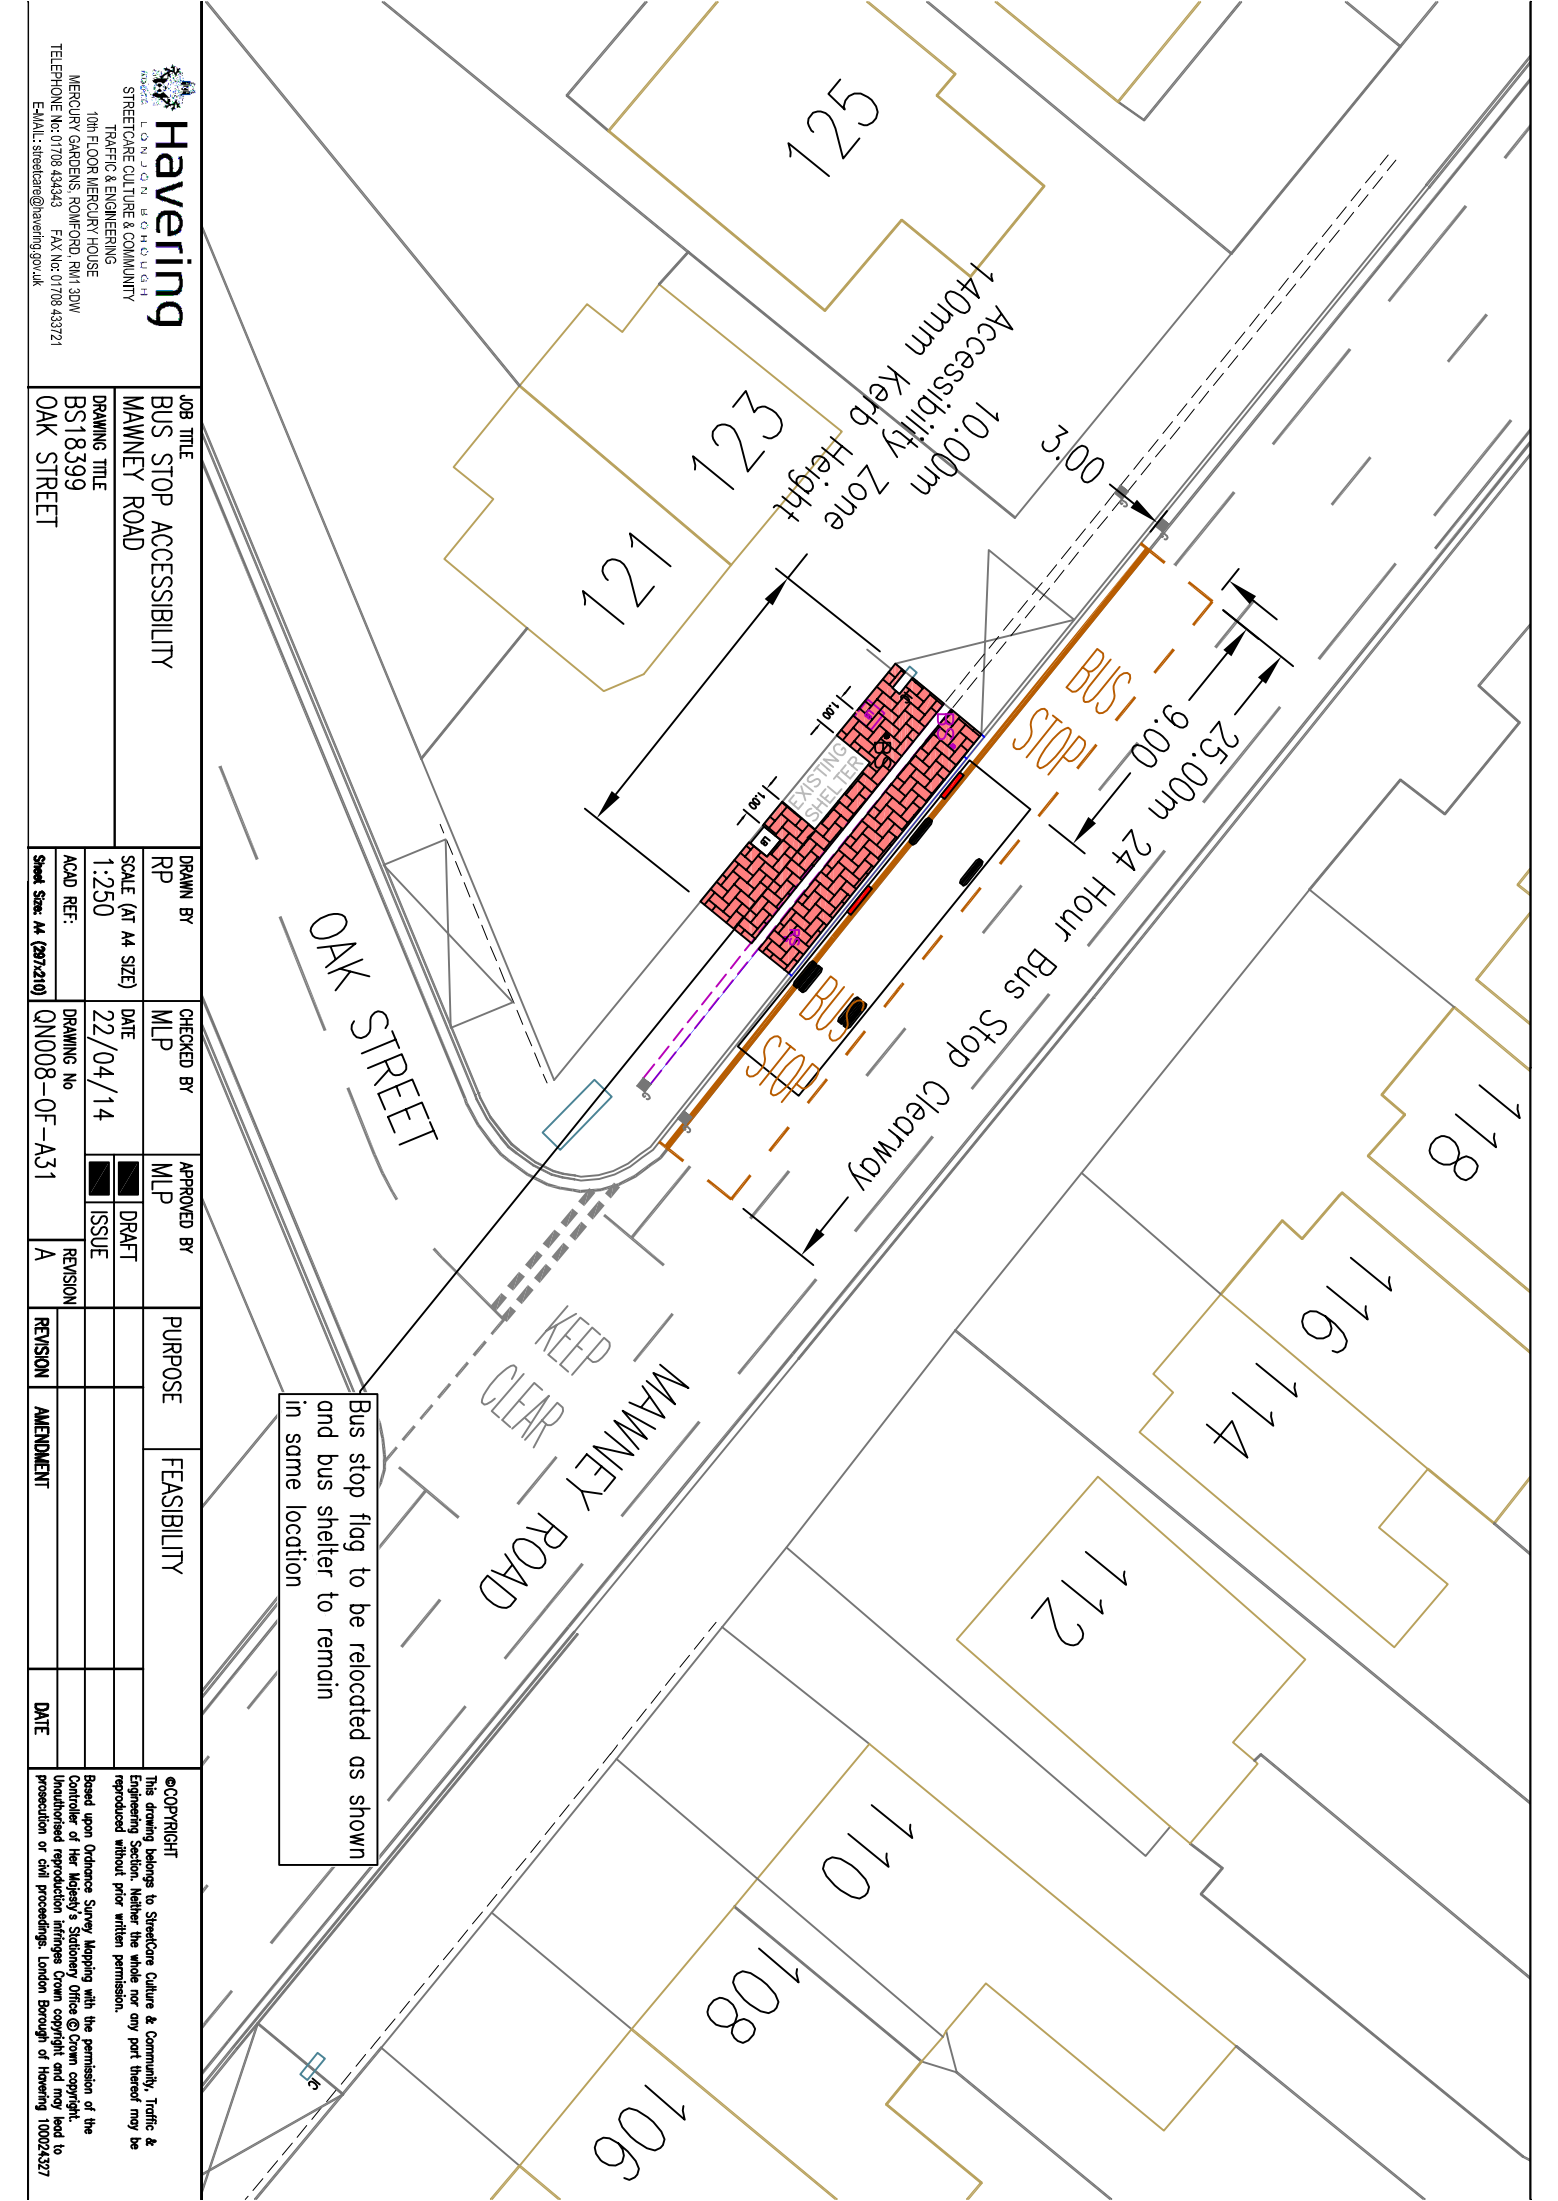 125
123
121
10.00m
Accessibility Zone
140mm Kerb Height
3.00
9.00
25.00m 24 Hour Bus Stop Clearway
BUS
STOP
BUS
STOP
1.00
1.00
EXISTING
SHELTER
BS
LB
OAK STREET
KEEP
CLEAR
MAWNEY ROAD
118
116
114
112
110
108
106
Bus stop flag to be relocated as shown
and bus shelter to remain
in same location
Havering
LONDON BOROUGH
STREETCARE CULTURE & COMMUNITY
TRAFFIC & ENGINEERING
10th FLOOR MERCURY HOUSE
MERCURY GARDENS, ROMFORD, RM1 3DW
TELEPHONE No: 01708 434343 FAX No: 01708 433721
E-MAIL: streetcare@havering.gov.uk
JOB TITLE
BUS STOP ACCESSIBILITY
MAWNEY ROAD
DRAWING TITLE
BS18399
OAK STREET
DRAWN BY
RP
CHECKED BY
MLP
APPROVED BY
MLP
SCALE (AT A4 SIZE)
1:250
DATE
22/04/14
DRAFT
ISSUE
ACAD REF:
Sheet Size: A4 (297x210)
DRAWING No
QN008-OF-A31
REVISION
A
PURPOSE
FEASIBILITY
REVISION
AMENDMENT
DATE
©COPYRIGHT
This drawing belongs to StreetCare Culture & Community, Traffic &
Engineering Section. Neither the whole nor any part thereof may be
reproduced without prior written permission.
Based upon Ordnance Survey Mapping with the permission of the
Controller of Her Majesty's Stationery Office © Crown copyright.
Unauthorised reproduction infringes Crown copyright and may lead to
prosecution or civil proceedings. London Borough of Havering 100024327